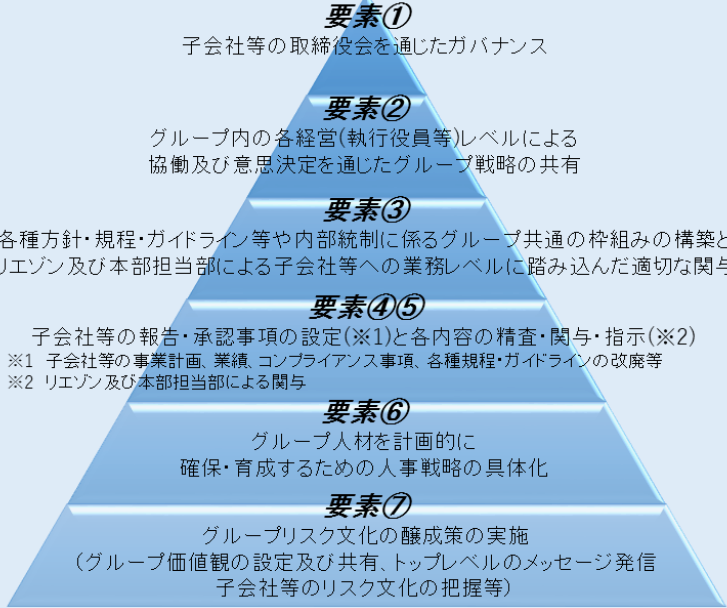 要素①
子会社等の取締役会を通じたガバナンス
要素②
グループ内の各経営(執行役員等)レベルによる
協働及び意思決定を通じたグループ戦略の共有
要素③
各種方針・規程・ガイドライン等や内部統制に係るグループ共通の枠組みの構築と
リエゾン及び本部担当部による子会社等への業務レベルに踏み込んだ適切な関与
要素④⑤
子会社等の報告・承認事項の設定(※1)と各内容の精査・関与・指示(※2)
※1 子会社等の事業計画、業績、コンプライアンス事項、各種規程・ガイドラインの改廃等
※2 リエゾン及び本部担当部による関与
要素⑥
グループ人材を計画的に
確保・育成するための人事戦略の具体化
要素⑦
グループリスク文化の醸成策の実施
(グループ価値観の設定及び共有、トップレベルのメッセージ発信
子会社等のリスク文化の把握等)